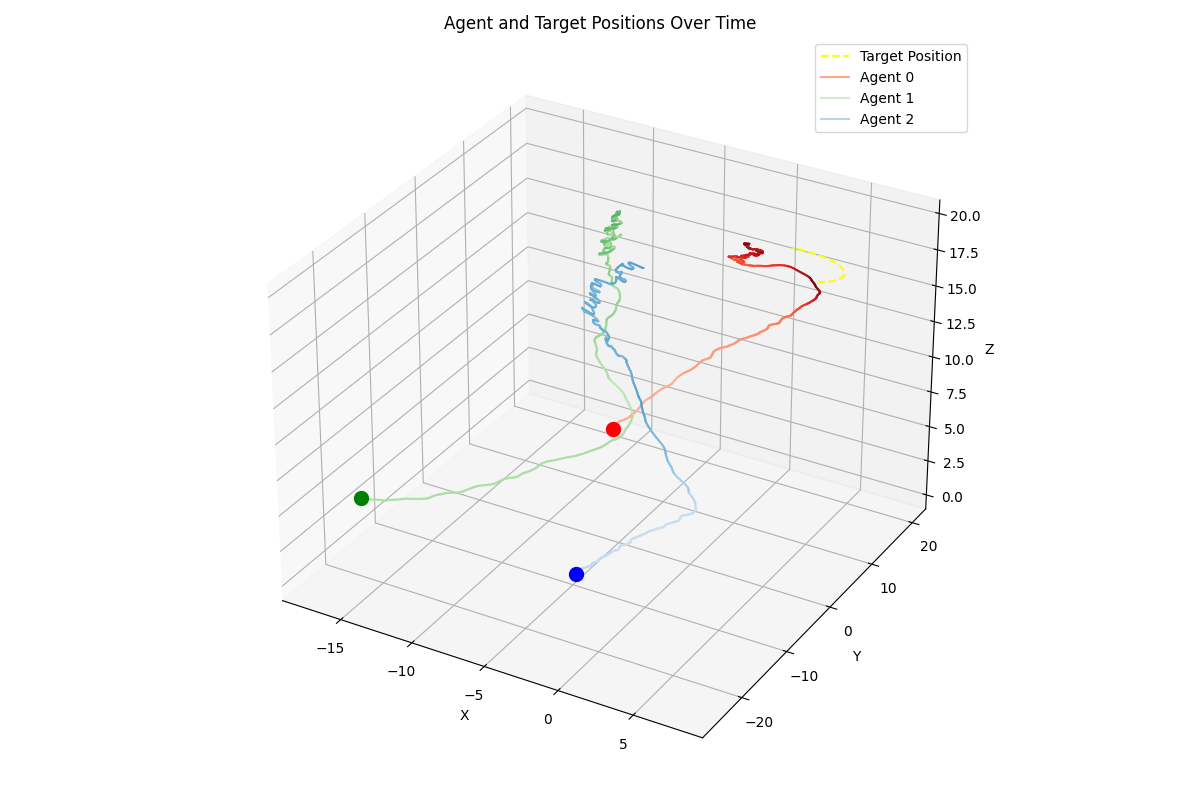 Agent and Target Positions Over Time
Target Position
Agent 0
Agent 1
Agent 2
20.0
17.5
15.0
12.5
Z
10.0
7.5
5.0
2.5
0.0
20
10
0
Y
−10
−20
−15
−10
−5
X
0
5